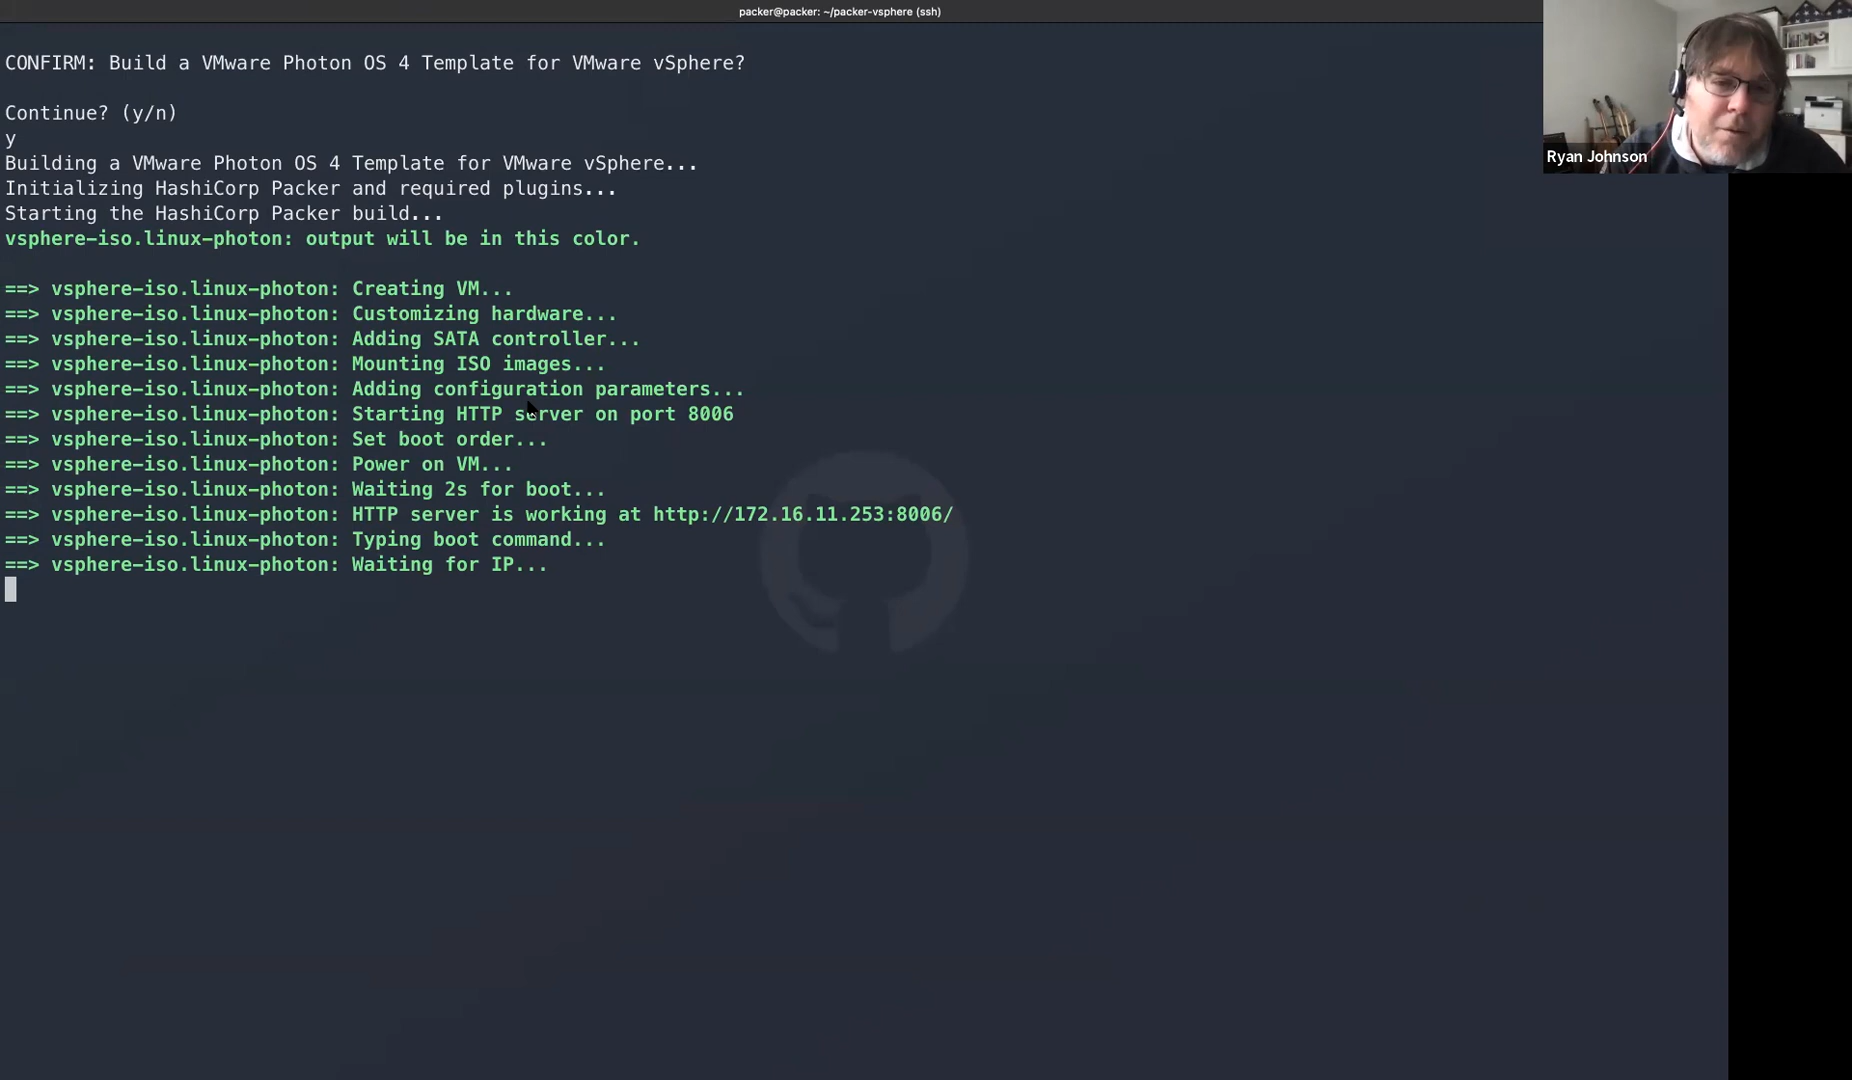 packer@packer: ~/packer-vsphere (ssh)
CONFIRM: Build a VMware Photon OS 4 Template for VMware vSphere?
Continue? (y/n)
y
Building a VMware Photon OS 4 Template for VMware vSphere...
Initializing HashiCorp Packer and required plugins...
Starting the HashiCorp Packer build...
vsphere-iso.linux-photon: output will be in this color.
==> vsphere-iso.linux-photon: Creating VM...
==> vsphere-iso.linux-photon: Customizing hardware...
==> vsphere-iso.linux-photon: Adding SATA controller...
==> vsphere-iso.linux-photon: Mounting ISO images...
==> vsphere-iso.linux-photon: Adding configuration parameters...
==> vsphere-iso.linux-photon: Starting HTTP server on port 8006
==> vsphere-iso.linux-photon: Set boot order...
==> vsphere-iso.linux-photon: Power on VM...
==> vsphere-iso.linux-photon: Waiting 2s for boot...
==> vsphere-iso.linux-photon: HTTP server is working at http://172.16.11.253:8006/
==> vsphere-iso.linux-photon: Typing boot command...
==> vsphere-iso.linux-photon: Waiting for IP...
Ryan Johnson